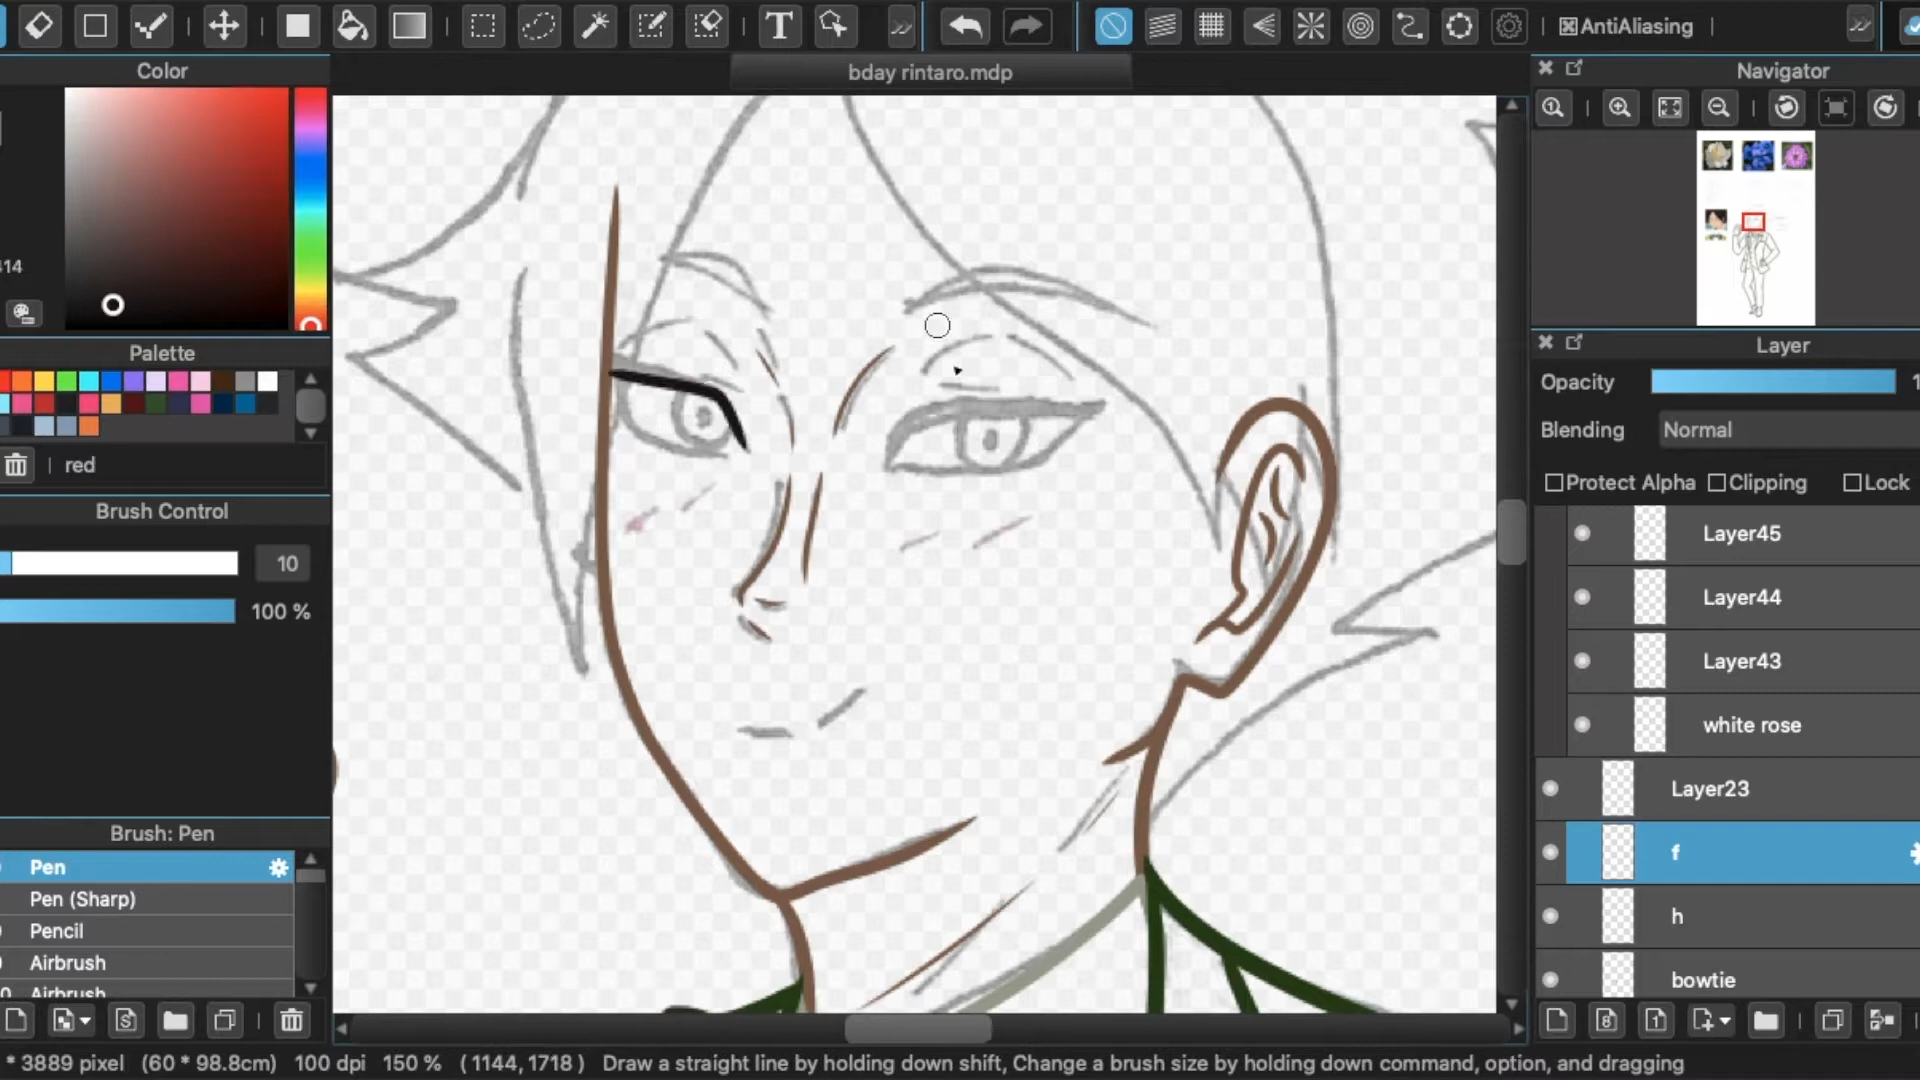 T AntiAliasing
bday rintaro.mdp
Color
414
Palette
red
Brush Control
10
100 %
Brush: Pen
Pen
Pen (Sharp)
Pencil
Airbrush
Airbrush
Navigator
Layer
Opacity 1
Blending Normal
Protect Alpha Clipping Lock
Layer45
Layer44
Layer43
white rose
Layer23
f
h
bowtie
* 3889 pixel (60 * 98.8cm) 100 dpi 150 % ( 1144, 1718 ) Draw a straight line by holding down shift, Change a brush size by holding down command, option, and dragging